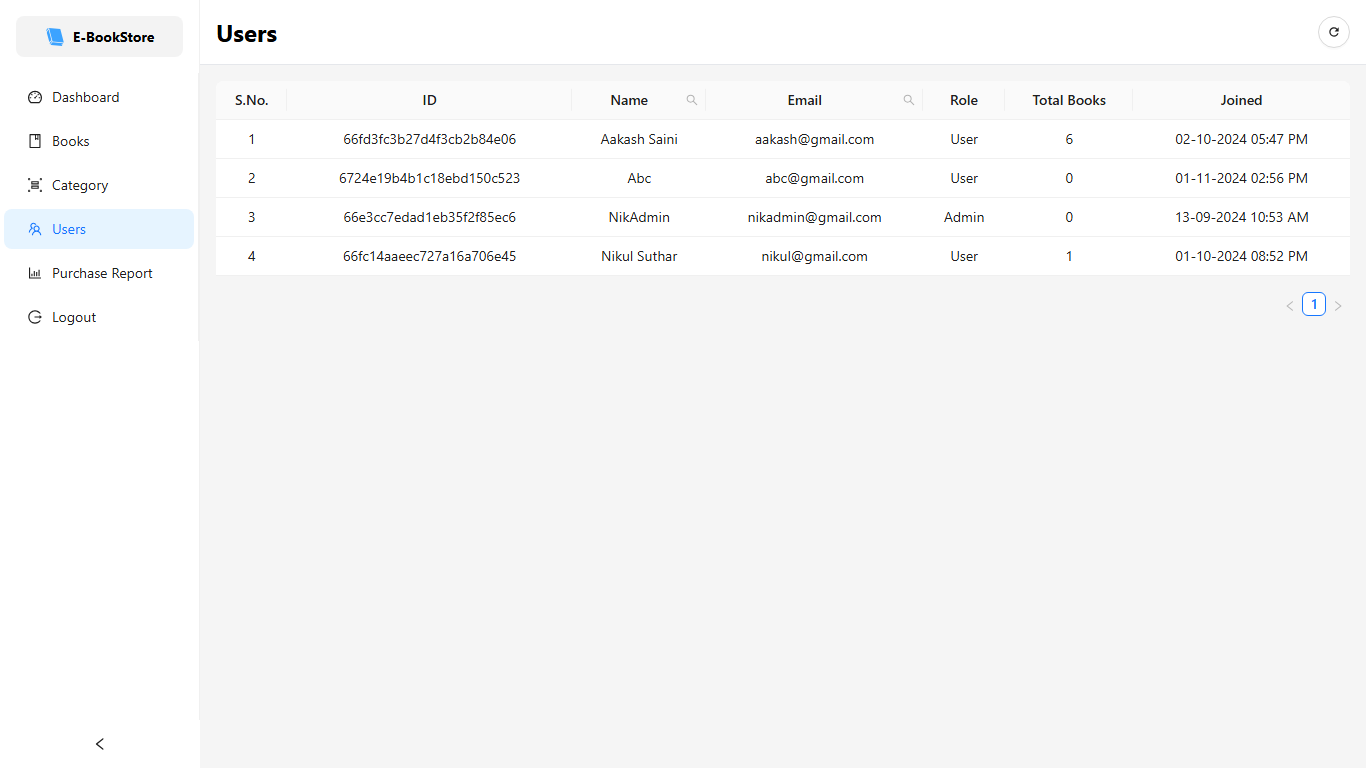 E-BookStore
Dashboard
Books
Category
Users
Purchase Report
Logout
Users
S.No. ID Name Email Role Total Books Joined
1 66fd3fc3b27d4f3cb2b84e06 Aakash Saini aakash@gmail.com User 6 02-10-2024 05:47 PM
2 6724e19b4b1c18ebd150c523 Abc abc@gmail.com User 0 01-11-2024 02:56 PM
3 66e3cc7edad1eb35f2f85ec6 NikAdmin nikadmin@gmail.com Admin 0 13-09-2024 10:53 AM
4 66fc14aaeec727a16a706e45 Nikul Suthar nikul@gmail.com User 1 01-10-2024 08:52 PM
1